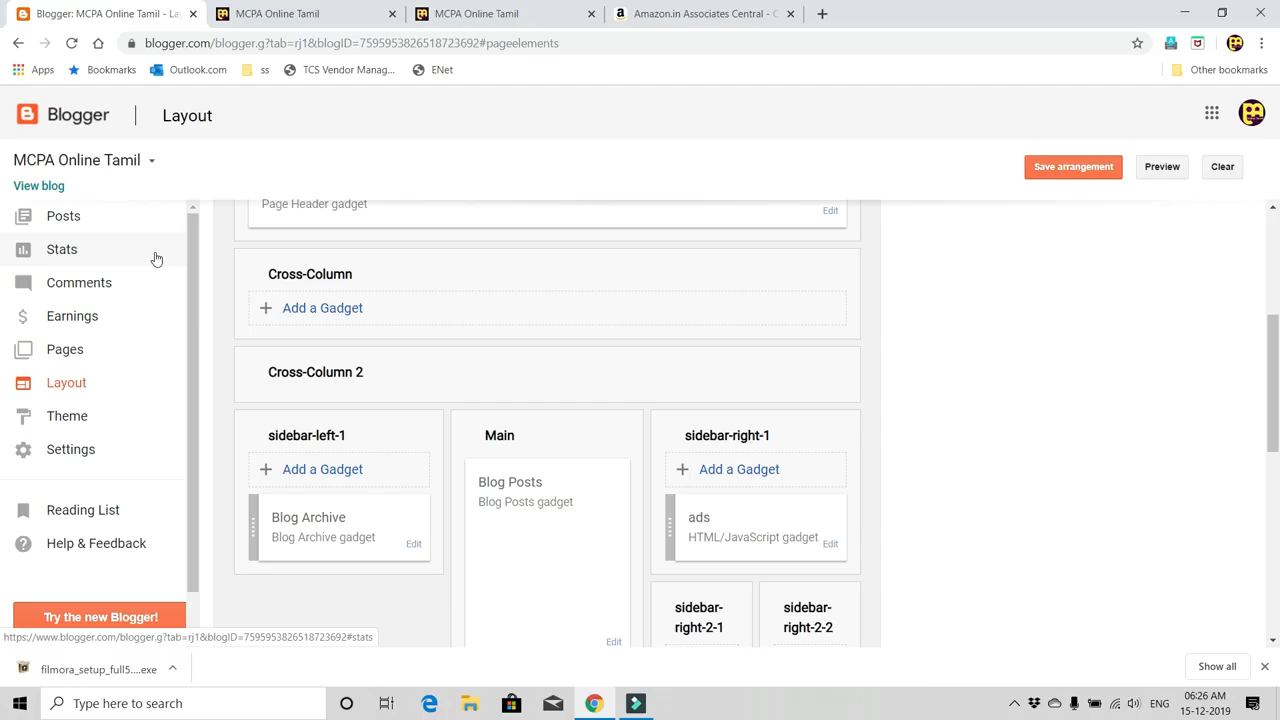 Blogger: MCPA Online Tamil - La
MCPA Online Tamil
MCPA Online Tamil
Amazon.in Associates Central - C
blogger.com/blogger.g?tab=rj1&blogID=7595953826518723692#pageelements
Apps
Bookmarks
Outlook.com
ss
TCS Vendor Manag...
ENet
Other bookmarks
Blogger
Layout
MCPA Online Tamil
View blog
Save arrangement
Preview
Clear
Posts
Stats
Comments
Earnings
Pages
Layout
Theme
Settings
Reading List
Help & Feedback
Try the new Blogger!
Page Header gadget
Edit
Cross-Column
Add a Gadget
Cross-Column 2
sidebar-left-1
Add a Gadget
Blog Archive
Blog Archive gadget
Edit
Main
Blog Posts
Blog Posts gadget
Edit
sidebar-right-1
Add a Gadget
ads
HTML/JavaScript gadget
Edit
sidebar-
right-2-1
sidebar-
right-2-2
https://www.blogger.com/blogger.g?tab=rj1&blogID=7595953826518723692#stats
filmora_setup_full5....exe
Show all
Type here to search
ENG
06:26 AM
15-12-2019